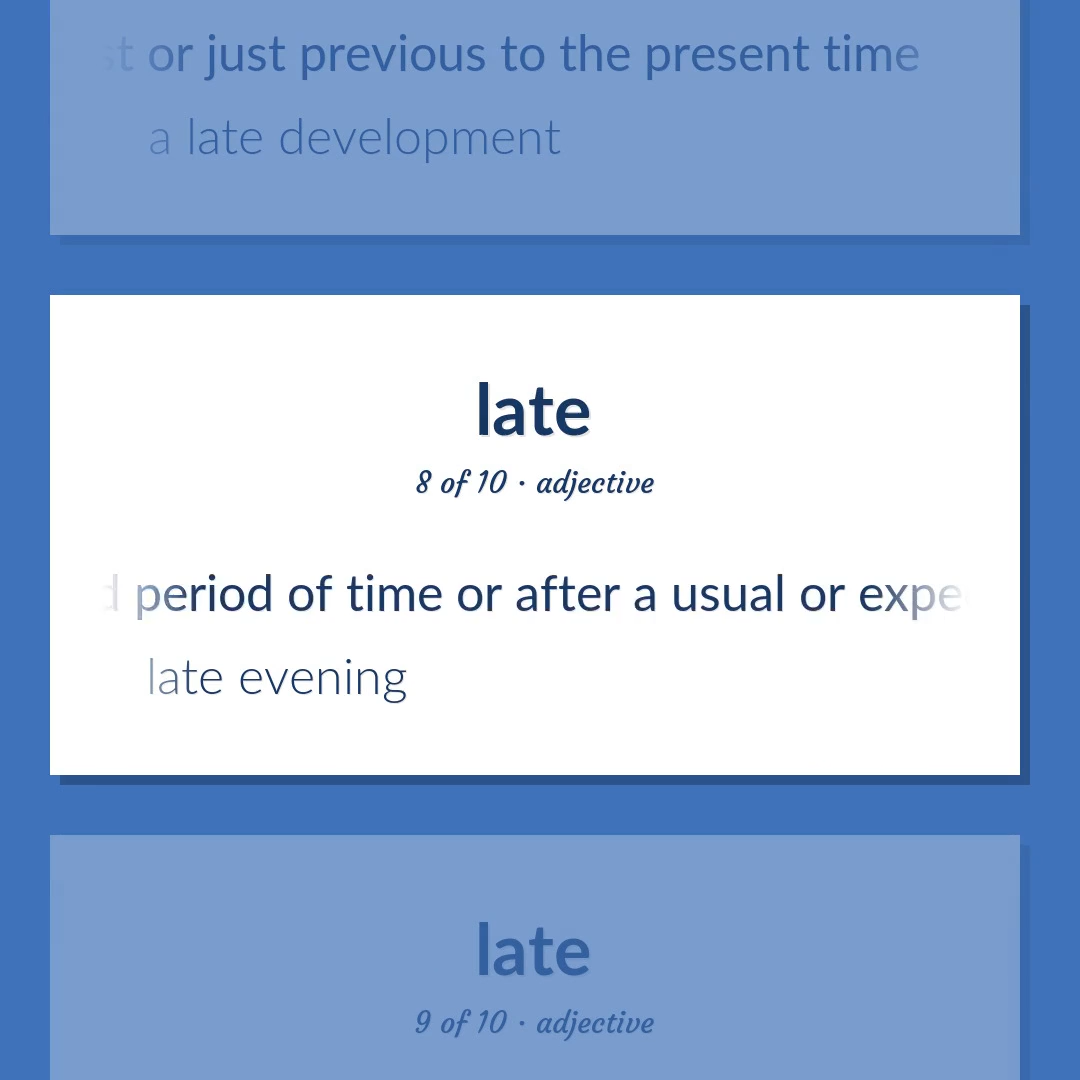 or just previous to the present time
a late development
late
8 of 10 · adjective
period of time or after a usual or
late evening
late
9 of 10 · adjective